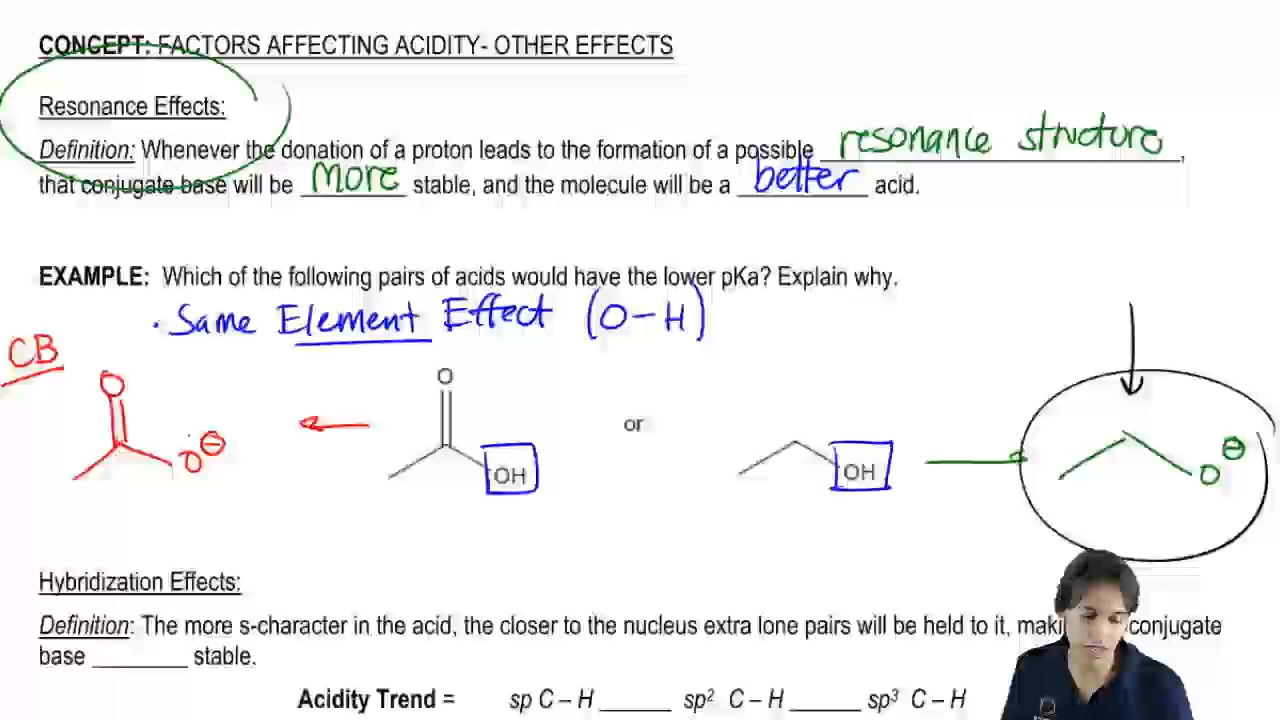 CONCEPT: FACTORS AFFECTING ACIDITY- OTHER EFFECTS
Resonance Effects:
Definition: Whenever the donation of a proton leads to the formation of a possible resonance structure,
that conjugate base will be more stable, and the molecule will be a better acid.
EXAMPLE: Which of the following pairs of acids would have the lower pKa? Explain why.
· Same Element Effect (O-H)
CB
O
O⊖
O
OH
or
OH
O⊖
Hybridization Effects:
Definition: The more s-character in the acid, the closer to the nucleus extra lone pairs will be held to it, conjugate
base ________ stable.
Acidity Trend = sp C – H ______ sp² C – H ______ sp³ C – H